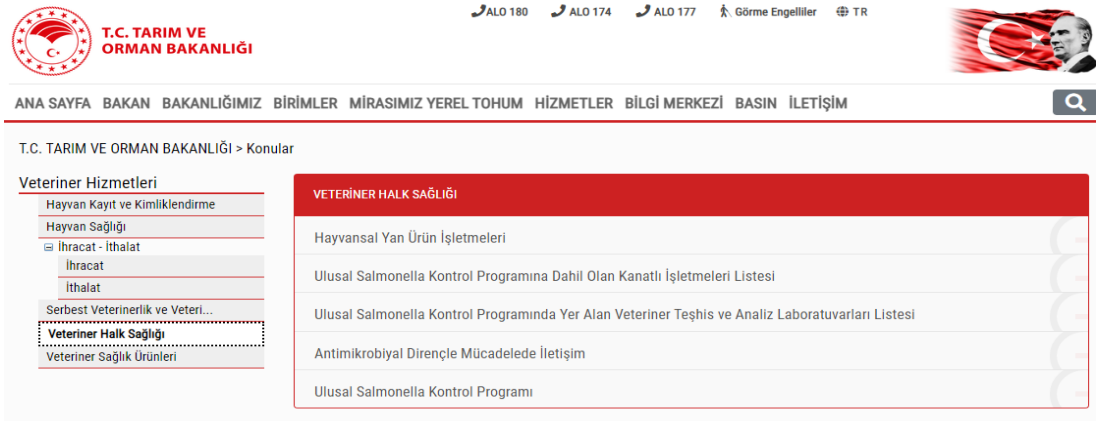 ALO 180 ALO 174 ALO 177 Görme Engelliler TR
T.C. TARIM VE
ORMAN BAKANLIĞI
ANA SAYFA BAKAN BAKANLIĞIMIZ BİRİMLER MİRASIMIZ YEREL TOHUM HİZMETLER BİLGİ MERKEZİ BASIN İLETİŞİM
T.C. TARIM VE ORMAN BAKANLIĞI > Konular
Veteriner Hizmetleri
Hayvan Kayıt ve Kimliklendirme
Hayvan Sağlığı
İhracat - İthalat
İhracat
İthalat
Serbest Veterinerlik ve Veteri...
Veteriner Halk Sağlığı
Veteriner Sağlık Ürünleri
VETERİNER HALK SAĞLIĞI
Hayvansal Yan Ürün İşletmeleri
Ulusal Salmonella Kontrol Programına Dahil Olan Kanatlı İşletmeleri Listesi
Ulusal Salmonella Kontrol Programında Yer Alan Veteriner Teşhis ve Analiz Laboratuvarları Listesi
Antimikrobiyal Dirençle Mücadelede İletişim
Ulusal Salmonella Kontrol Programı